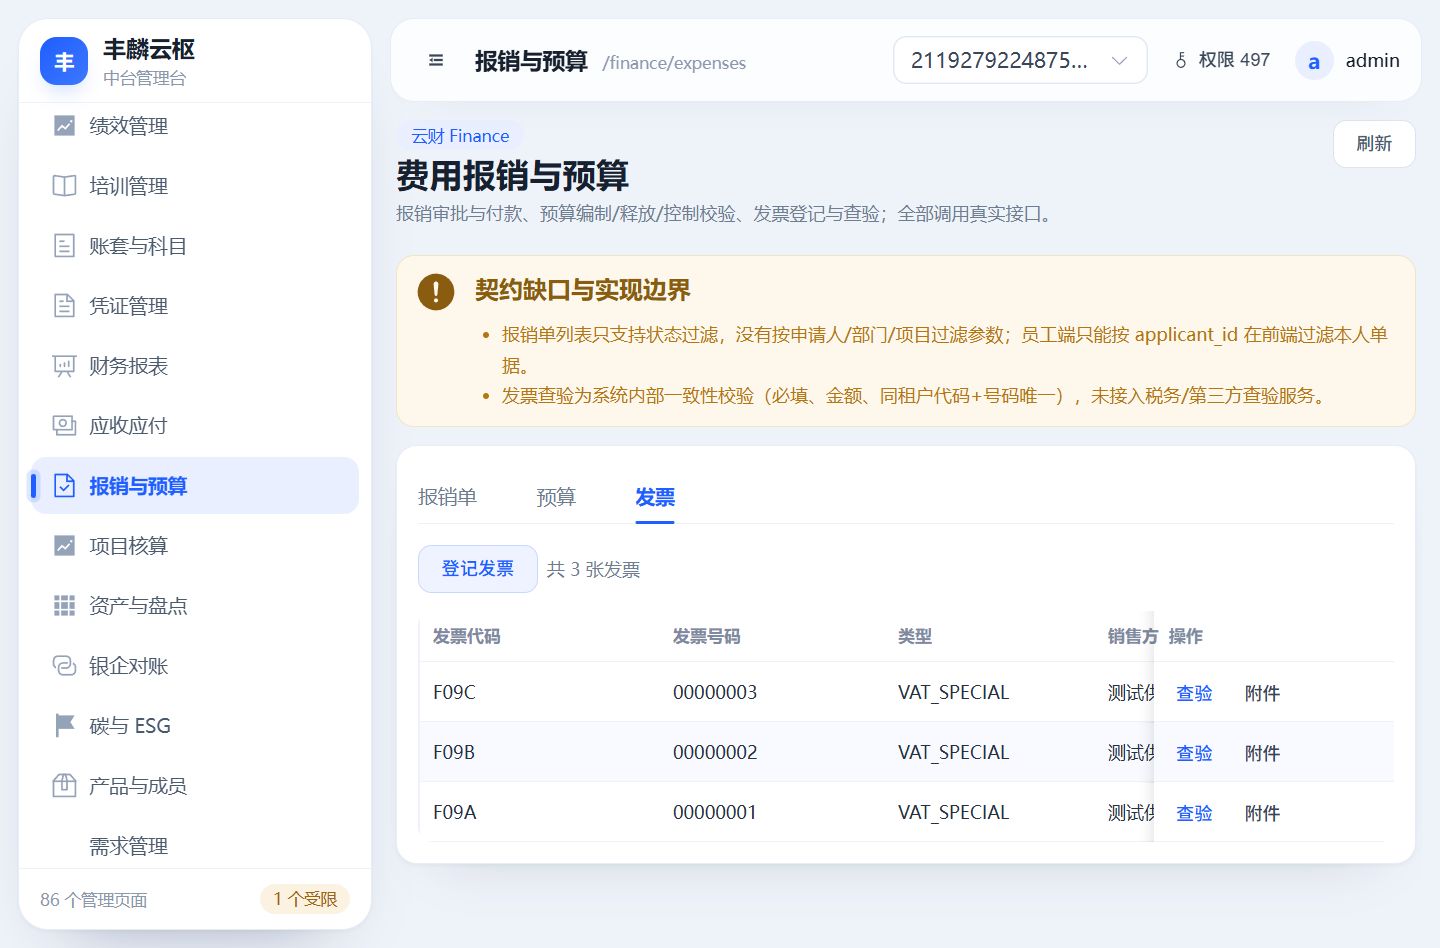 丰
丰麟云枢
中台管理台
绩效管理
培训管理
账套与科目
凭证管理
财务报表
应收应付
报销与预算
项目核算
资产与盘点
银企对账
碳与 ESG
产品与成员
需求管理
86 个管理页面
1 个受限
报销与预算
/finance/expenses
2119279224875...
权限 497
a
admin
云财 Finance
费用报销与预算
报销审批与付款、预算编制/释放/控制校验、发票登记与查验；全部调用真实接口。
刷新
契约缺口与实现边界
• 报销单列表只支持状态过滤，没有按申请人/部门/项目过滤参数；员工端只能按 applicant_id 在前端过滤本人单
据。
• 发票查验为系统内部一致性校验（必填、金额、同租户代码+号码唯一），未接入税务/第三方查验服务。
报销单
预算
发票
登记发票
共 3 张发票
发票代码 发票号码 类型 销售方 操作
F09C 00000003 VAT_SPECIAL 测试供 查验 附件
F09B 00000002 VAT_SPECIAL 测试供 查验 附件
F09A 00000001 VAT_SPECIAL 测试供 查验 附件